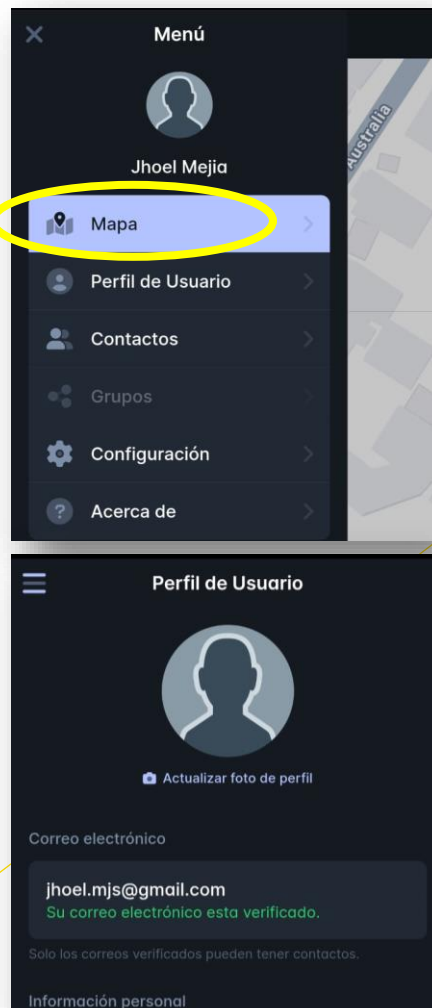 Menú
Jhoel Mejia
Australia
Mapa
Perfil de Usuario
Contactos
Grupos
Configuración
Acerca de
Perfil de Usuario
Actualizar foto de perfil
Correo electrónico
jhoel.mjs@gmail.com
Su correo electrónico esta verificado.
Solo los correos verificados pueden tener contactos.
Información personal